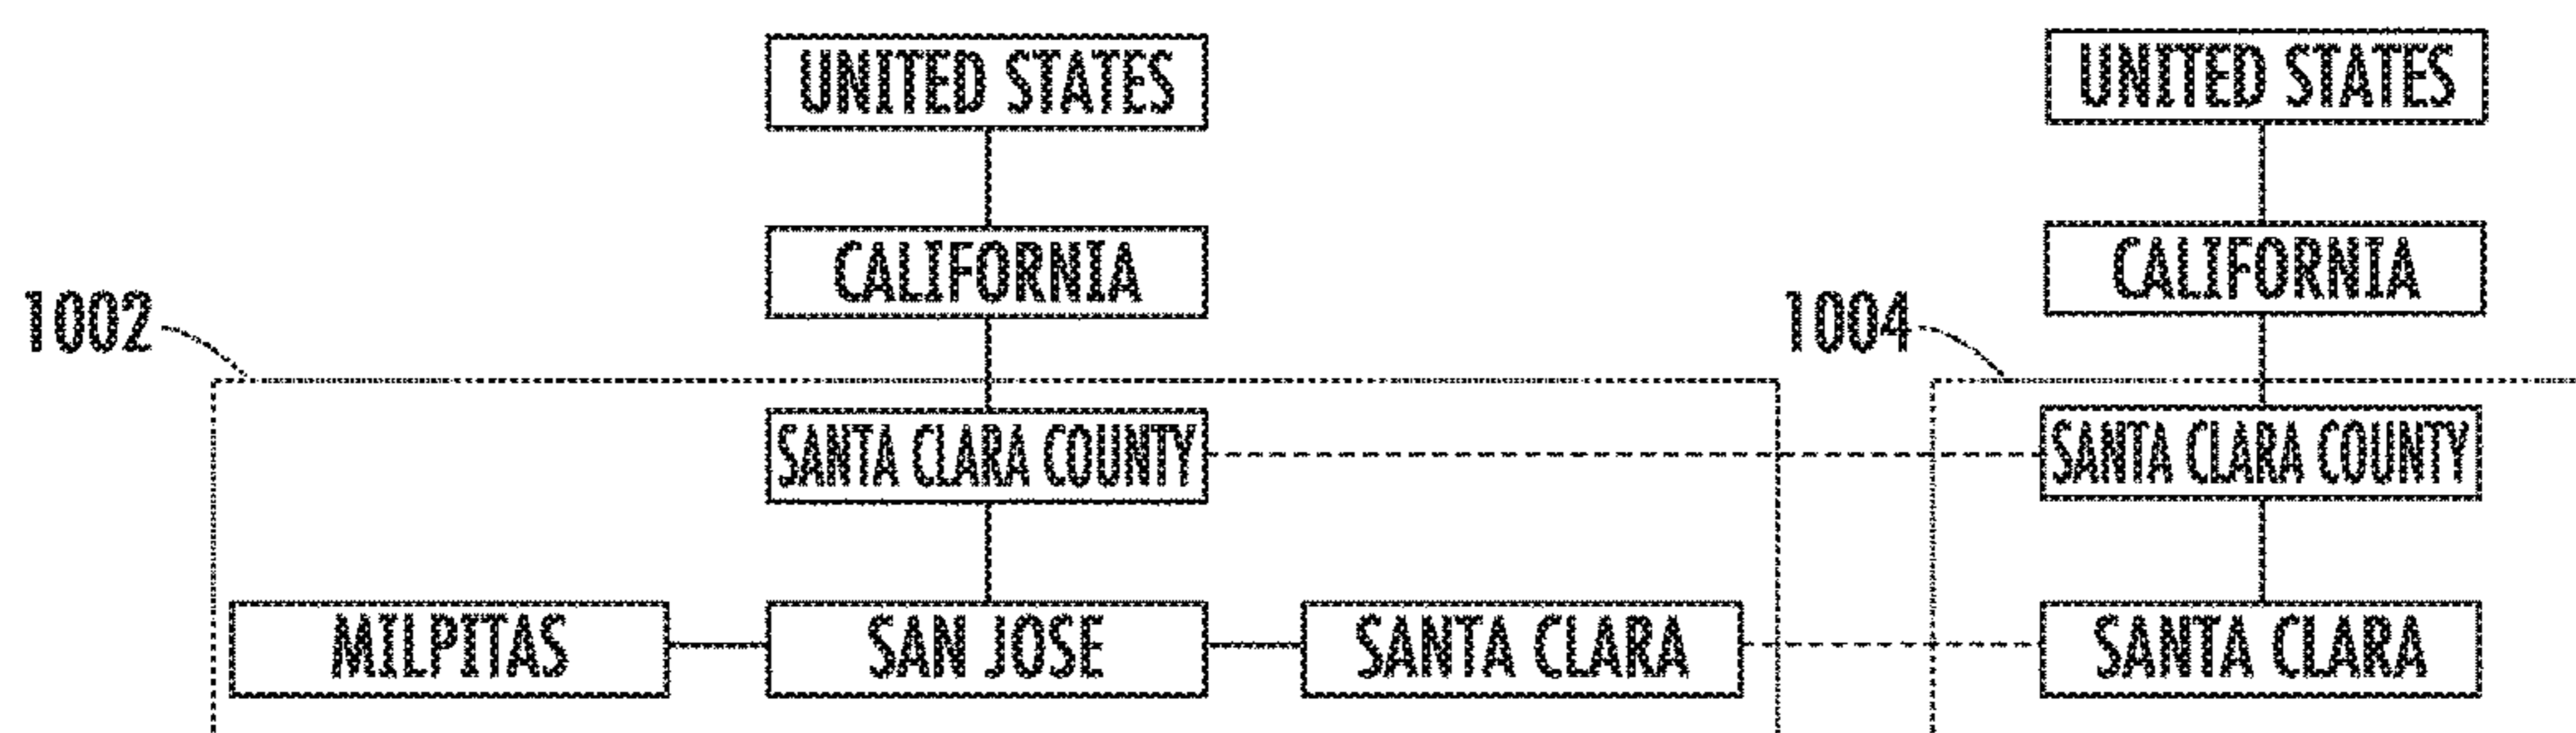 UNITED STATES
UNITED STATES
CALIFORNIA
CALIFORNIA
1002
1004
SANTA CLARA COUNTY
SANTA CLARA COUNTY
MILPITAS
SAN JOSE
SANTA CLARA
SANTA CLARA